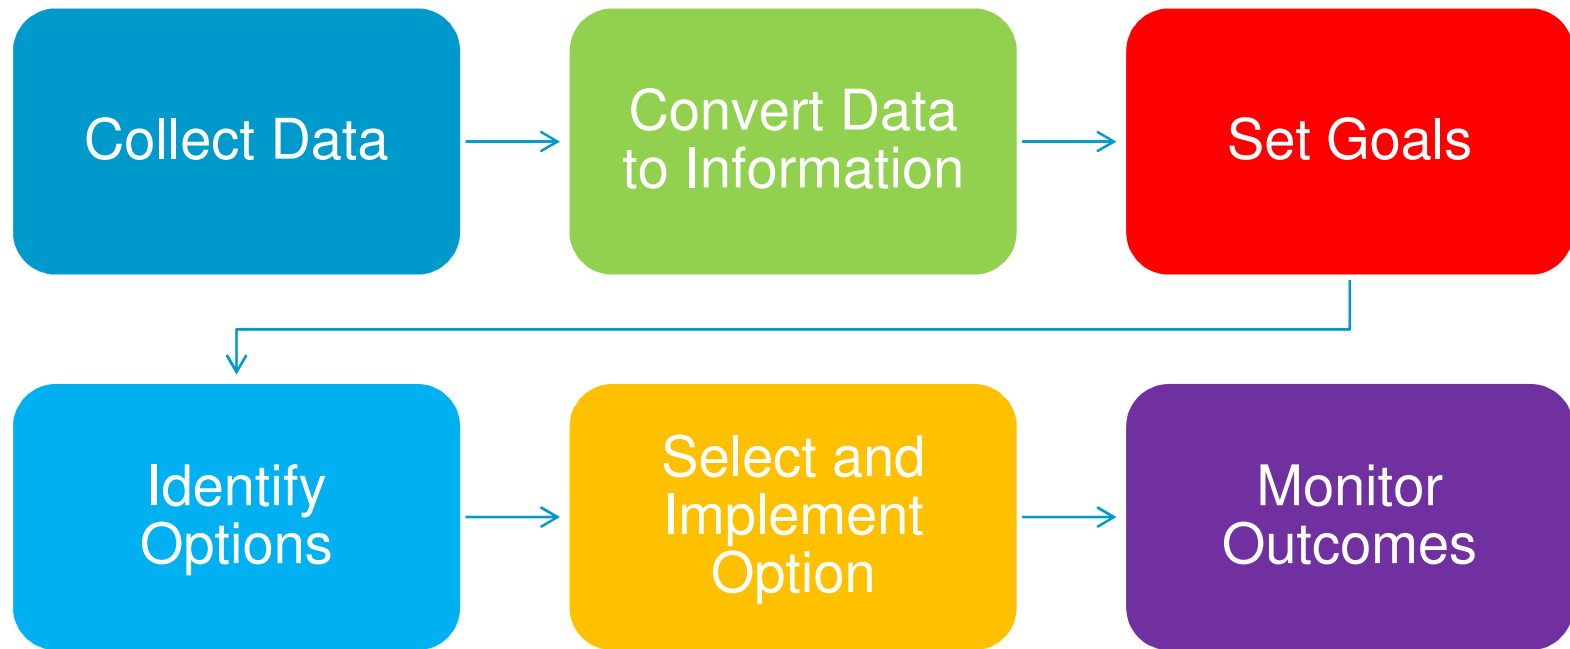 Collect Data
Convert Data
to Information
Set Goals
Identify
Options
Select and
Implement
Option
Monitor
Outcomes